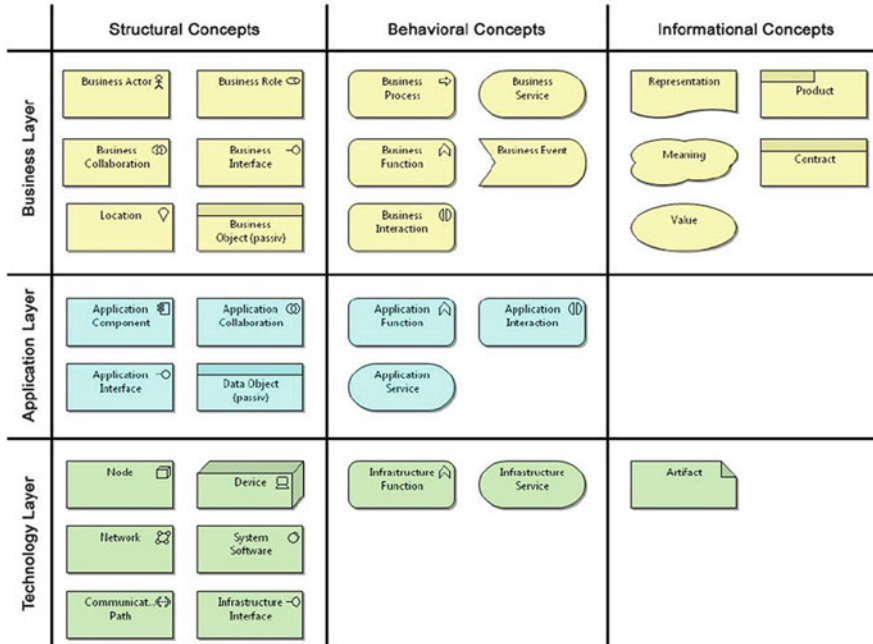 Structural Concepts
Behavioral Concepts
Informational Concepts
Business Layer
Business Actor
Business Role
Business
Collaboration
Business
Interface
Location
Business
Object {passiv}
Business
Process
Business
Service
Business
Function
Business Event
Business
Interaction
Representation
Product
Meaning
Contract
Value
Application Layer
Application
Component
Application
Collaboration
Application
Interface
Data Object
{passiv}
Application
Function
Application
Interaction
Application
Service
Technology Layer
Node
Device
Network
System
Software
Communicat...
Path
Infrastructure
Interface
Infrastructure
Function
Infrastructure
Service
Artifact